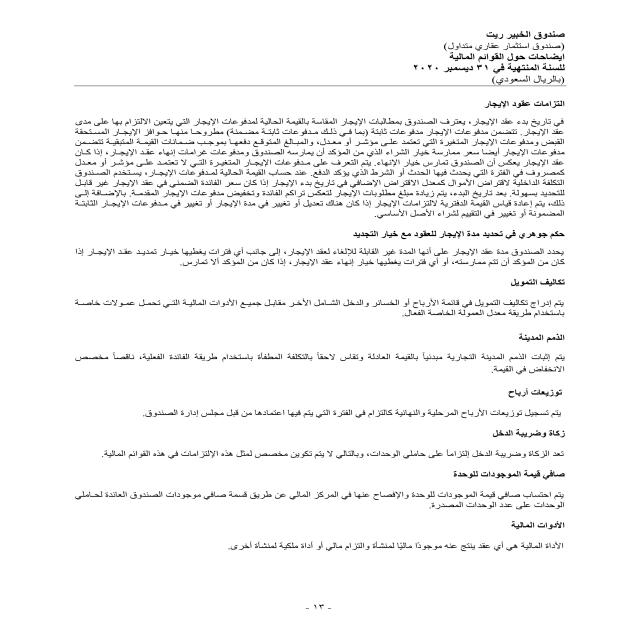 صندوق الخبير ريت
(صندوق استثمار عقاري متداول)
إيضاحات حول القوائم المالية
للسنة المنتهية في ٣١ ديسمبر ٢٠٢٠
(بالريال السعودي)
التزامات عقود الإيجار
في تاريخ بدء عقد الإيجار، يعترف الصندوق بمطالبات الإيجار المقاسة بالقيمة الحالية لمدفوعات الإيجار التي يتعين الالتزام بها على مدى
عقد الإيجار. تتضمن مدفوعات الإيجار مدفوعات ثابتة (بما في ذلك مدفوعات ثابتة مضمنة) مطروحا منها حوافز الإيجار المستحقة
القبض ومدفوعات الإيجار المتغيرة التي تعتمد على مؤشر أو معدل، والمبالغ المتوقع دفعها بموجب ضمانات القيمة المتبقية تتضمن
مدفوعات الإيجار أيضا سعر ممارسة خيار الشراء الذي من المؤكد أن يمارسه الصندوق ومدفوعات غرامات إنهاء عقد الإيجار، إذا كان
عقد الإيجار يعكس أن الصندوق تمارس خيار الإنهاء. يتم التعرف على مدفوعات الإيجار المتغيرة التي لا تعتمد على مؤشر أو معدل
كمصروف في الفترة التي يحدث فيها الحدث أو الشرط الذي يؤكد الدفع. عند حساب القيمة الحالية لمدفوعات الإيجار، يستخدم الصندوق
التكلفة الداخلية لاقتراض الأموال كمعدل الاقتراض الإضافي في تاريخ بدء الإيجار إذا كان سعر الفائدة الضمني في عقد الإيجار غير قابل
للتحديد بسهولة. بعد تاريخ البدء، يتم زيادة مبلغ مطلوبات الإيجار لتعكس تراكم الفائدة وتخفيض مدفوعات الإيجار المقدمة. بالإضافة إلى
ذلك، يتم إعادة قياس القيمة الدفترية لالتزامات الإيجار إذا كان هناك تعديل أو تغيير في مدة الإيجار أو تغيير في مدفوعات الإيجار الثابتة
المضمونة أو تغيير في التقييم لشراء الأصل الأساسي.
حكم جوهري في تحديد مدة الإيجار للعقود مع خيار التجديد
يحدد الصندوق مدة عقد الإيجار على أنها المدة غير القابلة للإلغاء لعقد الإيجار، إلى جانب أي فترات يغطيها خيار تمديد عقد الإيجار إذا
كان من المؤكد أن تتم ممارسته، أو أي فترات يغطيها خيار إنهاء عقد الإيجار، إذا كان من المؤكد ألا تمارس.
تكاليف التمويل
يتم إدراج تكاليف التمويل في قائمة الأرباح أو الخسائر والدخل الشامل الآخر مقابل جميع الأدوات المالية التي تحمل عمولات خاصة
باستخدام طريقة معدل العمولة الخاصة الفعال.
الذمم المدينة
يتم إثبات الذمم المدينة التجارية مبدئياً بالقيمة العادلة وتقاس لاحقاً بالتكلفة المطفأة باستخدام طريقة الفائدة الفعلية، ناقصاً مخصص
الانخفاض في القيمة.
توزيعات أرباح
يتم تسجيل توزيعات الأرباح المرحلية والنهائية كالتزام في الفترة التي يتم فيها اعتمادها من قبل مجلس إدارة الصندوق.
زكاة وضريبة الدخل
تعد الزكاة وضريبة الدخل إلتزاماً على حاملي الوحدات، وبالتالي لا يتم تكوين مخصص لمثل هذه الإلتزامات في هذه القوائم المالية.
صافي قيمة الموجودات للوحدة
يتم احتساب صافي قيمة الموجودات للوحدة والإفصاح عنها في المركز المالي عن طريق قسمة صافي موجودات الصندوق العائدة لحاملي
الوحدات على عدد الوحدات المصدرة.
الأدوات المالية
الأداة المالية هي أي عقد ينتج عنه موجودًا ماليًا لمنشأة والتزام مالي أو أداة ملكية لمنشأة أخرى.
- ١٣ -